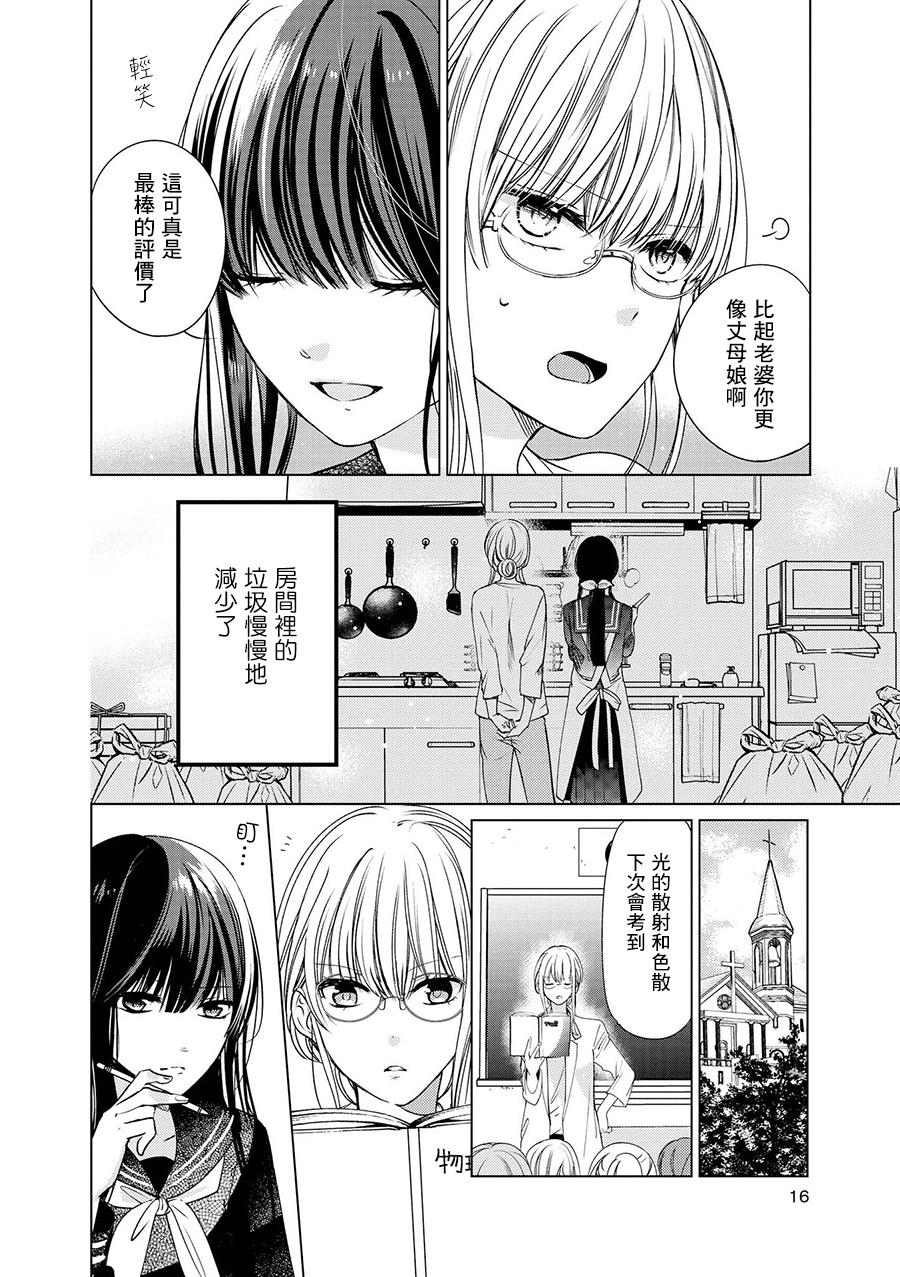 比起老婆你更
像丈母娘啊
輕笑
這可真是
最棒的評價了
房間裡的
垃圾慢慢地
減少了
光的散射和色散
下次會考到
物理
盯…
16